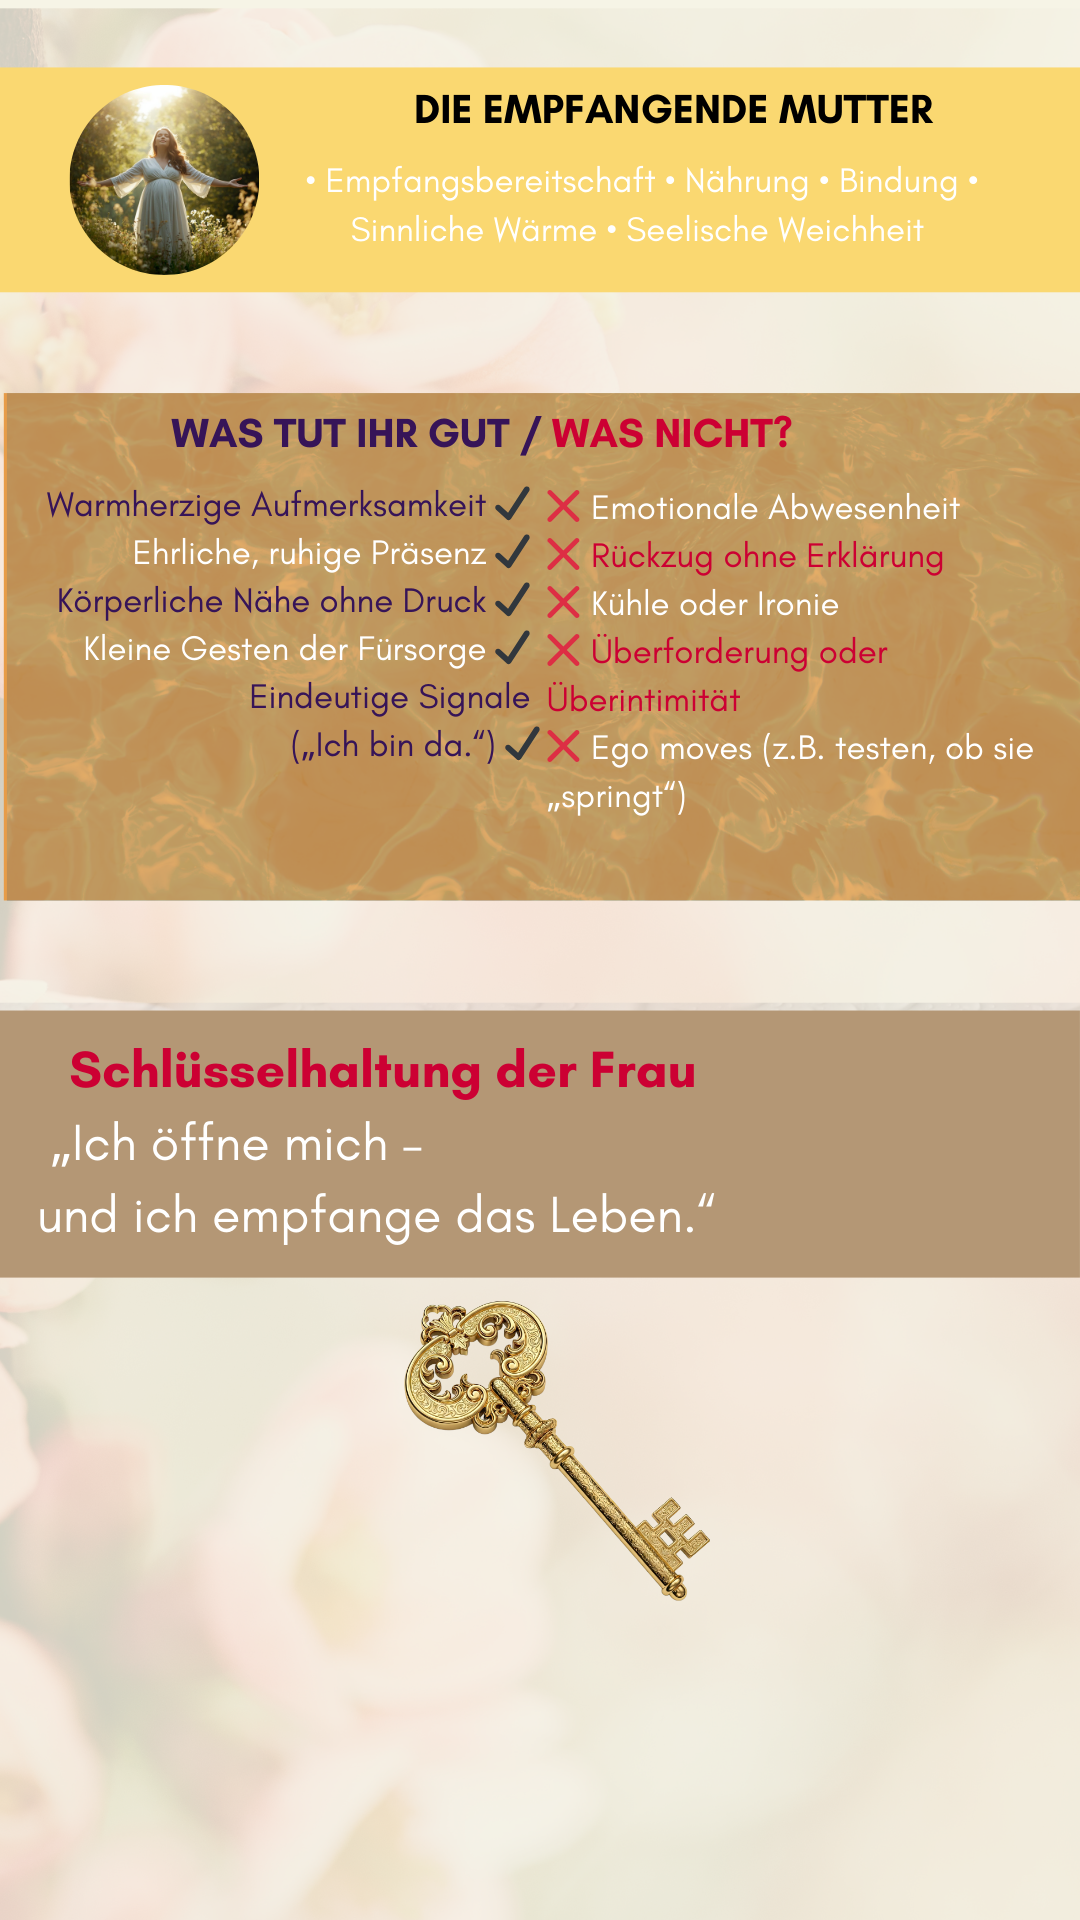 DIE EMPFANGENDE MUTTER
• Empfangsbereitschaft • Nährung • Bindung •
Sinnliche Wärme • Seelische Weichheit
WAS TUT IHR GUT / WAS NICHT?
Warmherzige Aufmerksamkeit ✔
Ehrliche, ruhige Präsenz ✔
Körperliche Nähe ohne Druck ✔
Kleine Gesten der Fürsorge ✔
Eindeutige Signale
(„Ich bin da.“) ✔
❌ Emotionale Abwesenheit
❌ Rückzug ohne Erklärung
❌ Kühle oder Ironie
❌ Überforderung oder
Überintimität
❌ Ego moves (z.B. testen, ob sie
„springt“)
Schlüsselhaltung der Frau
„Ich öffne mich –
und ich empfange das Leben.“